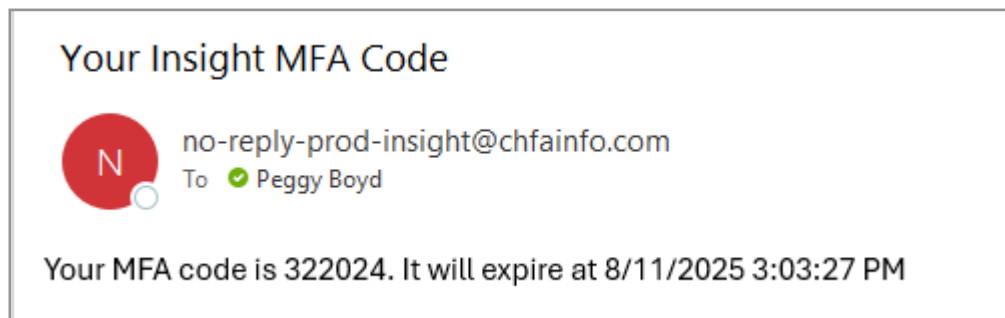 Your Insight MFA Code
N
no-reply-prod-insight@chfainfo.com
To Peggy Boyd
Your MFA code is 322024. It will expire at 8/11/2025 3:03:27 PM